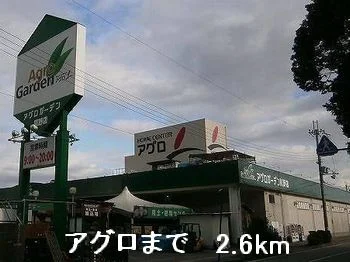 Agro
Garden
アグロガーデン
営業時間
9:00~20:00
HOME CENTER
アグロ
アグロガーデン
アグロまで 2.6km